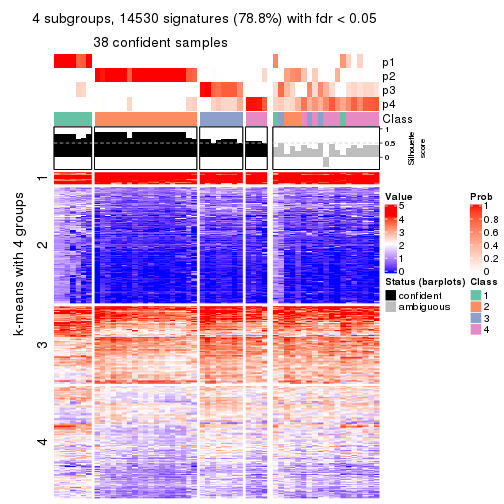 4 subgroups, 14530 signatures (78.8%) with fdr < 0.05
38 confident samples
p1
p2
p3
p4
Class
1
0.5
0
Silhouette
score
k-means with 4 groups
1
2
3
4
Value
5
4
3
2
1
0
Prob
1
0.8
0.6
0.4
0.2
0
Status (barplots)
confident
ambiguous
Class
1
2
3
4